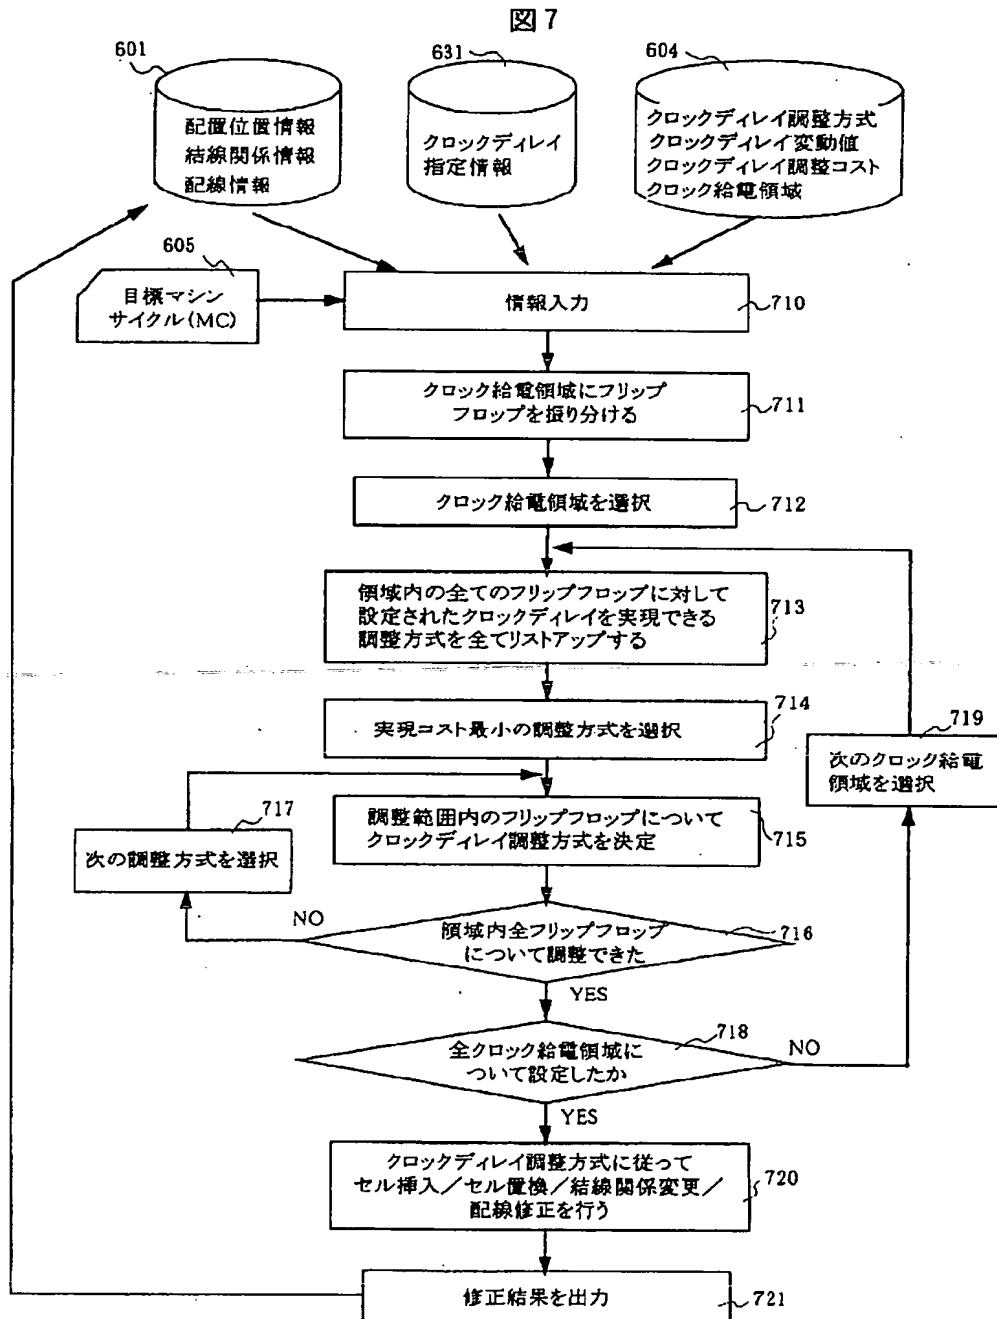 図7
601
配置位置情報
結線関係情報
配線情報
631
クロックディレイ
指定情報
604
クロックディレイ調整方式
クロックディレイ変動値
クロックディレイ調整コスト
クロック給電領域
605
目標マシン
サイクル(MC)
情報入力
710
クロック給電領域にフリップ
フロップを振り分ける
711
クロック給電領域を選択
712
領域内の全てのフリップフロップに対して
設定されたクロックディレイを実現できる
調整方式を全てリストアップする
713
実現コスト最小の調整方式を選択
714
719
次のクロック給電
領域を選択
717
次の調整方式を選択
調整範囲内のフリップフロップについて
クロックディレイ調整方式を決定
715
NO
領域内全フリップフロップ
について調整できた
716
YES
全クロック給電領域に
ついて設定したか
718
NO
YES
クロックディレイ調整方式に従って
セル挿入/セル置換/結線関係変更/
配線修正を行う
720
修正結果を出力
721